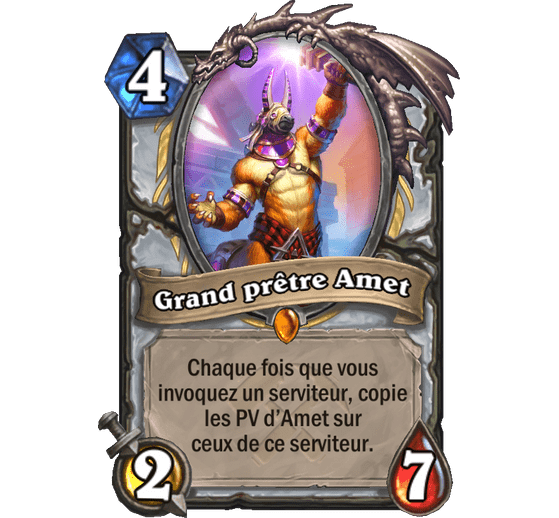 4
Grand prêtre Amet
Chaque fois que vous
invoquez un serviteur, copie
les PV d'Amet sur
ceux de ce serviteur.
2
7